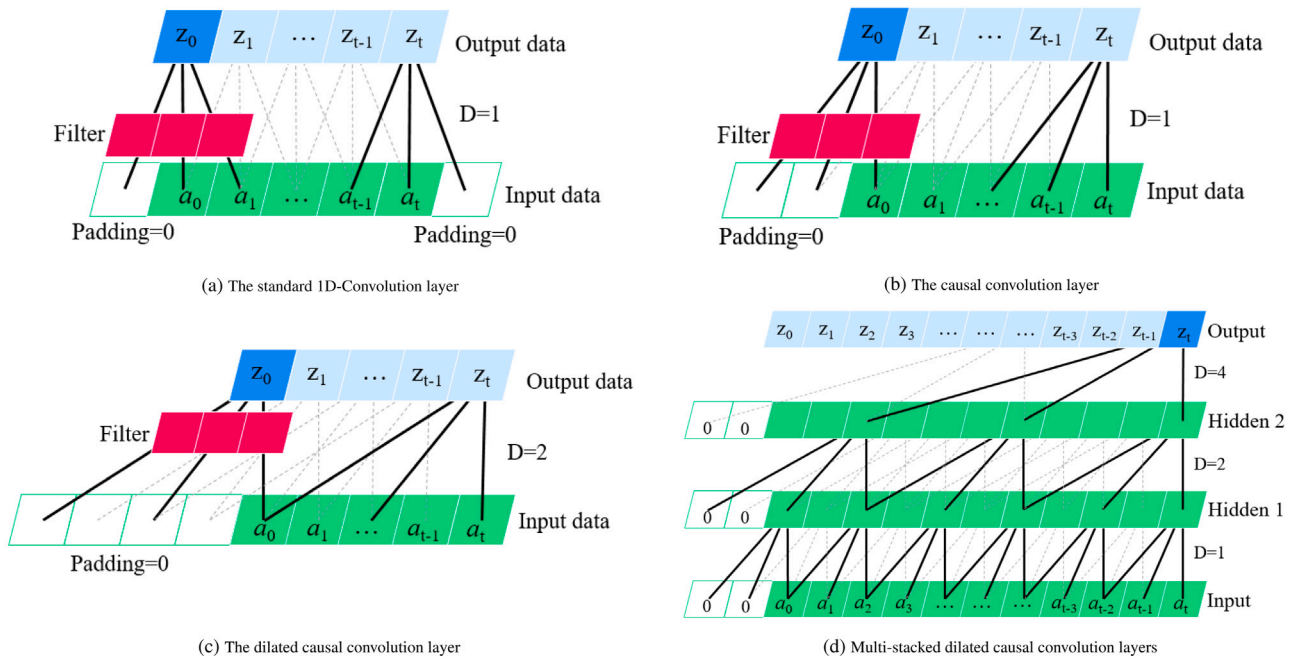 z0 z1 … zt-1 zt Output data
D=1
Filter
a0 a1 … at-1 at Input data
Padding=0 Padding=0
(a) The standard 1D-Convolution layer
z0 z1 … zt-1 zt Output data
D=1
Filter
a0 a1 … at-1 at Input data
Padding=0
(b) The causal convolution layer
z0 z1 … zt-1 zt Output data
Filter
D=2
a0 a1 … at-1 at Input data
Padding=0
(c) The dilated causal convolution layer
z0 z1 z2 z3 … … … zt-3 zt-2 zt-1 zt Output
D=4
0 0 Hidden 2
D=2
0 0 Hidden 1
D=1
0 0 a0 a1 a2 a3 … … … at-3 at-2 at-1 at Input
(d) Multi-stacked dilated causal convolution layers